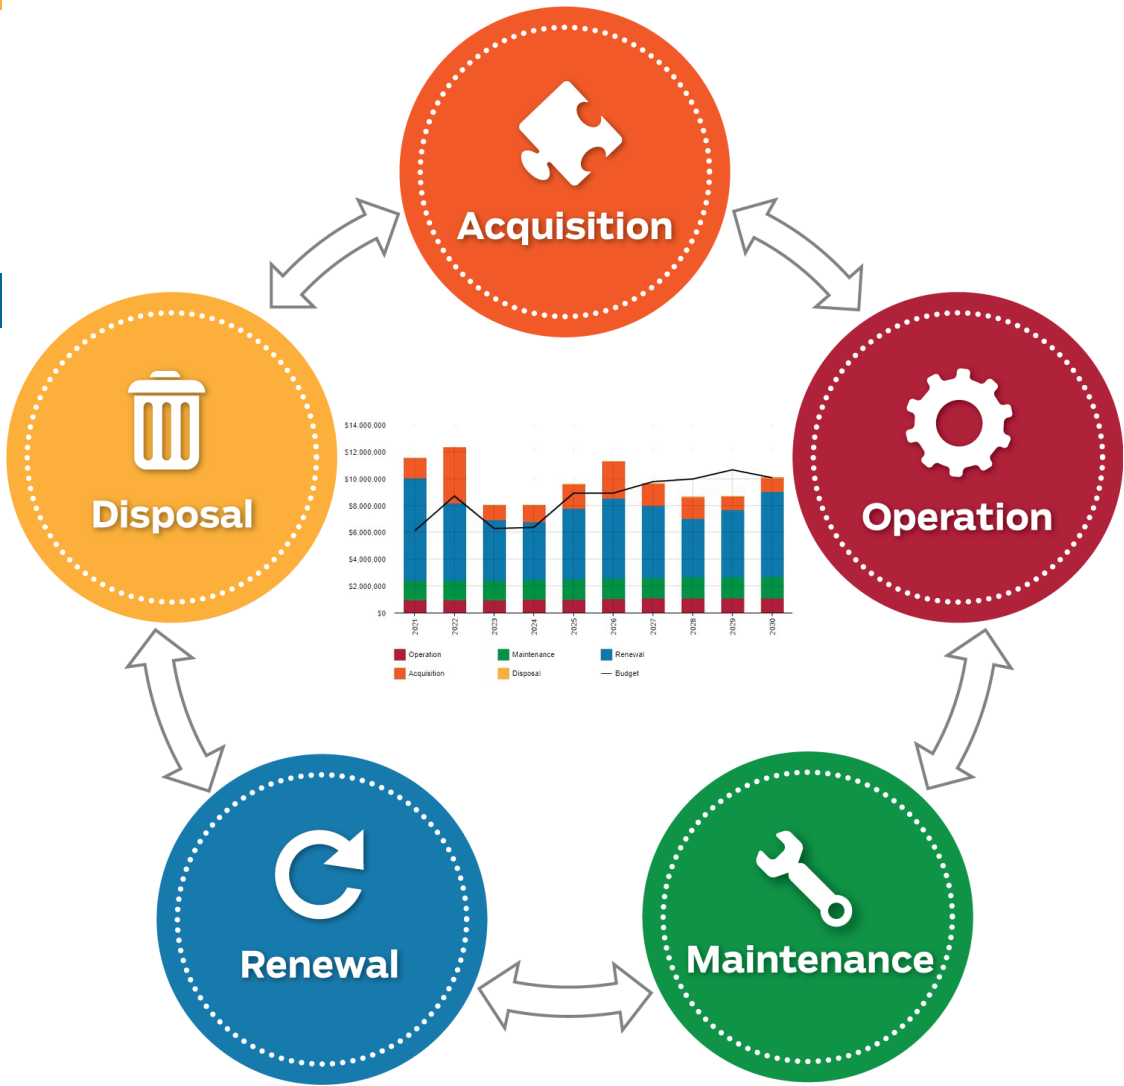 Acquisition
Disposal
Operation
$14.000.000
$12.000.000
$10.000.000
$8.000.000
$6.000.000
$4.000.000
$2.000.000
$0
2021
2022
2023
2024
2025
2026
2027
2028
2029
2030
Operation
Maintenance
Renewal
Acquisition
Disposal
Budget
Renewal
Maintenance